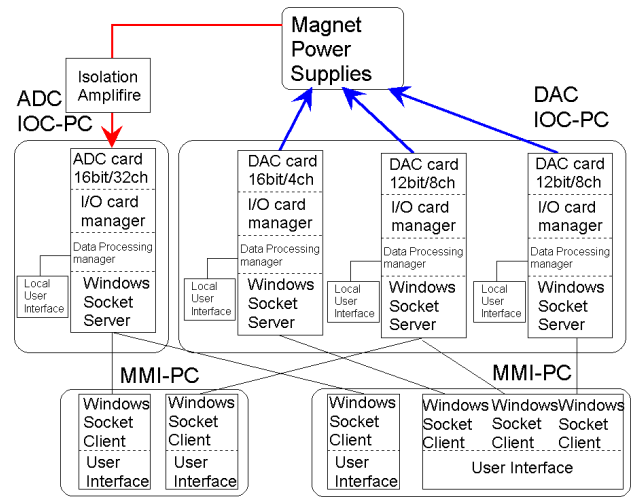 Magnet
Power
Supplies
Isolation
Amplifire
ADC
IOC-PC
DAC
IOC-PC
ADC card
16bit/32ch
I/O card
manager
Data Processing
manager
Windows
Socket
Server
Local
User
Interface
DAC card
16bit/4ch
I/O card
manager
Data Processing
manager
Windows
Socket
Server
Local
User
Interface
DAC card
12bit/8ch
I/O card
manager
Data Processing
manager
Windows
Socket
Server
Local
User
Interface
DAC card
12bit/8ch
I/O card
manager
Data Processing
manager
Windows
Socket
Server
Local
User
Interface
MMI-PC
Windows
Socket
Client
User
Interface
Windows
Socket
Client
User
Interface
MMI-PC
Windows
Socket
Client
User
Interface
Windows Windows Windows
Socket Socket Socket
Client Client Client
User Interface